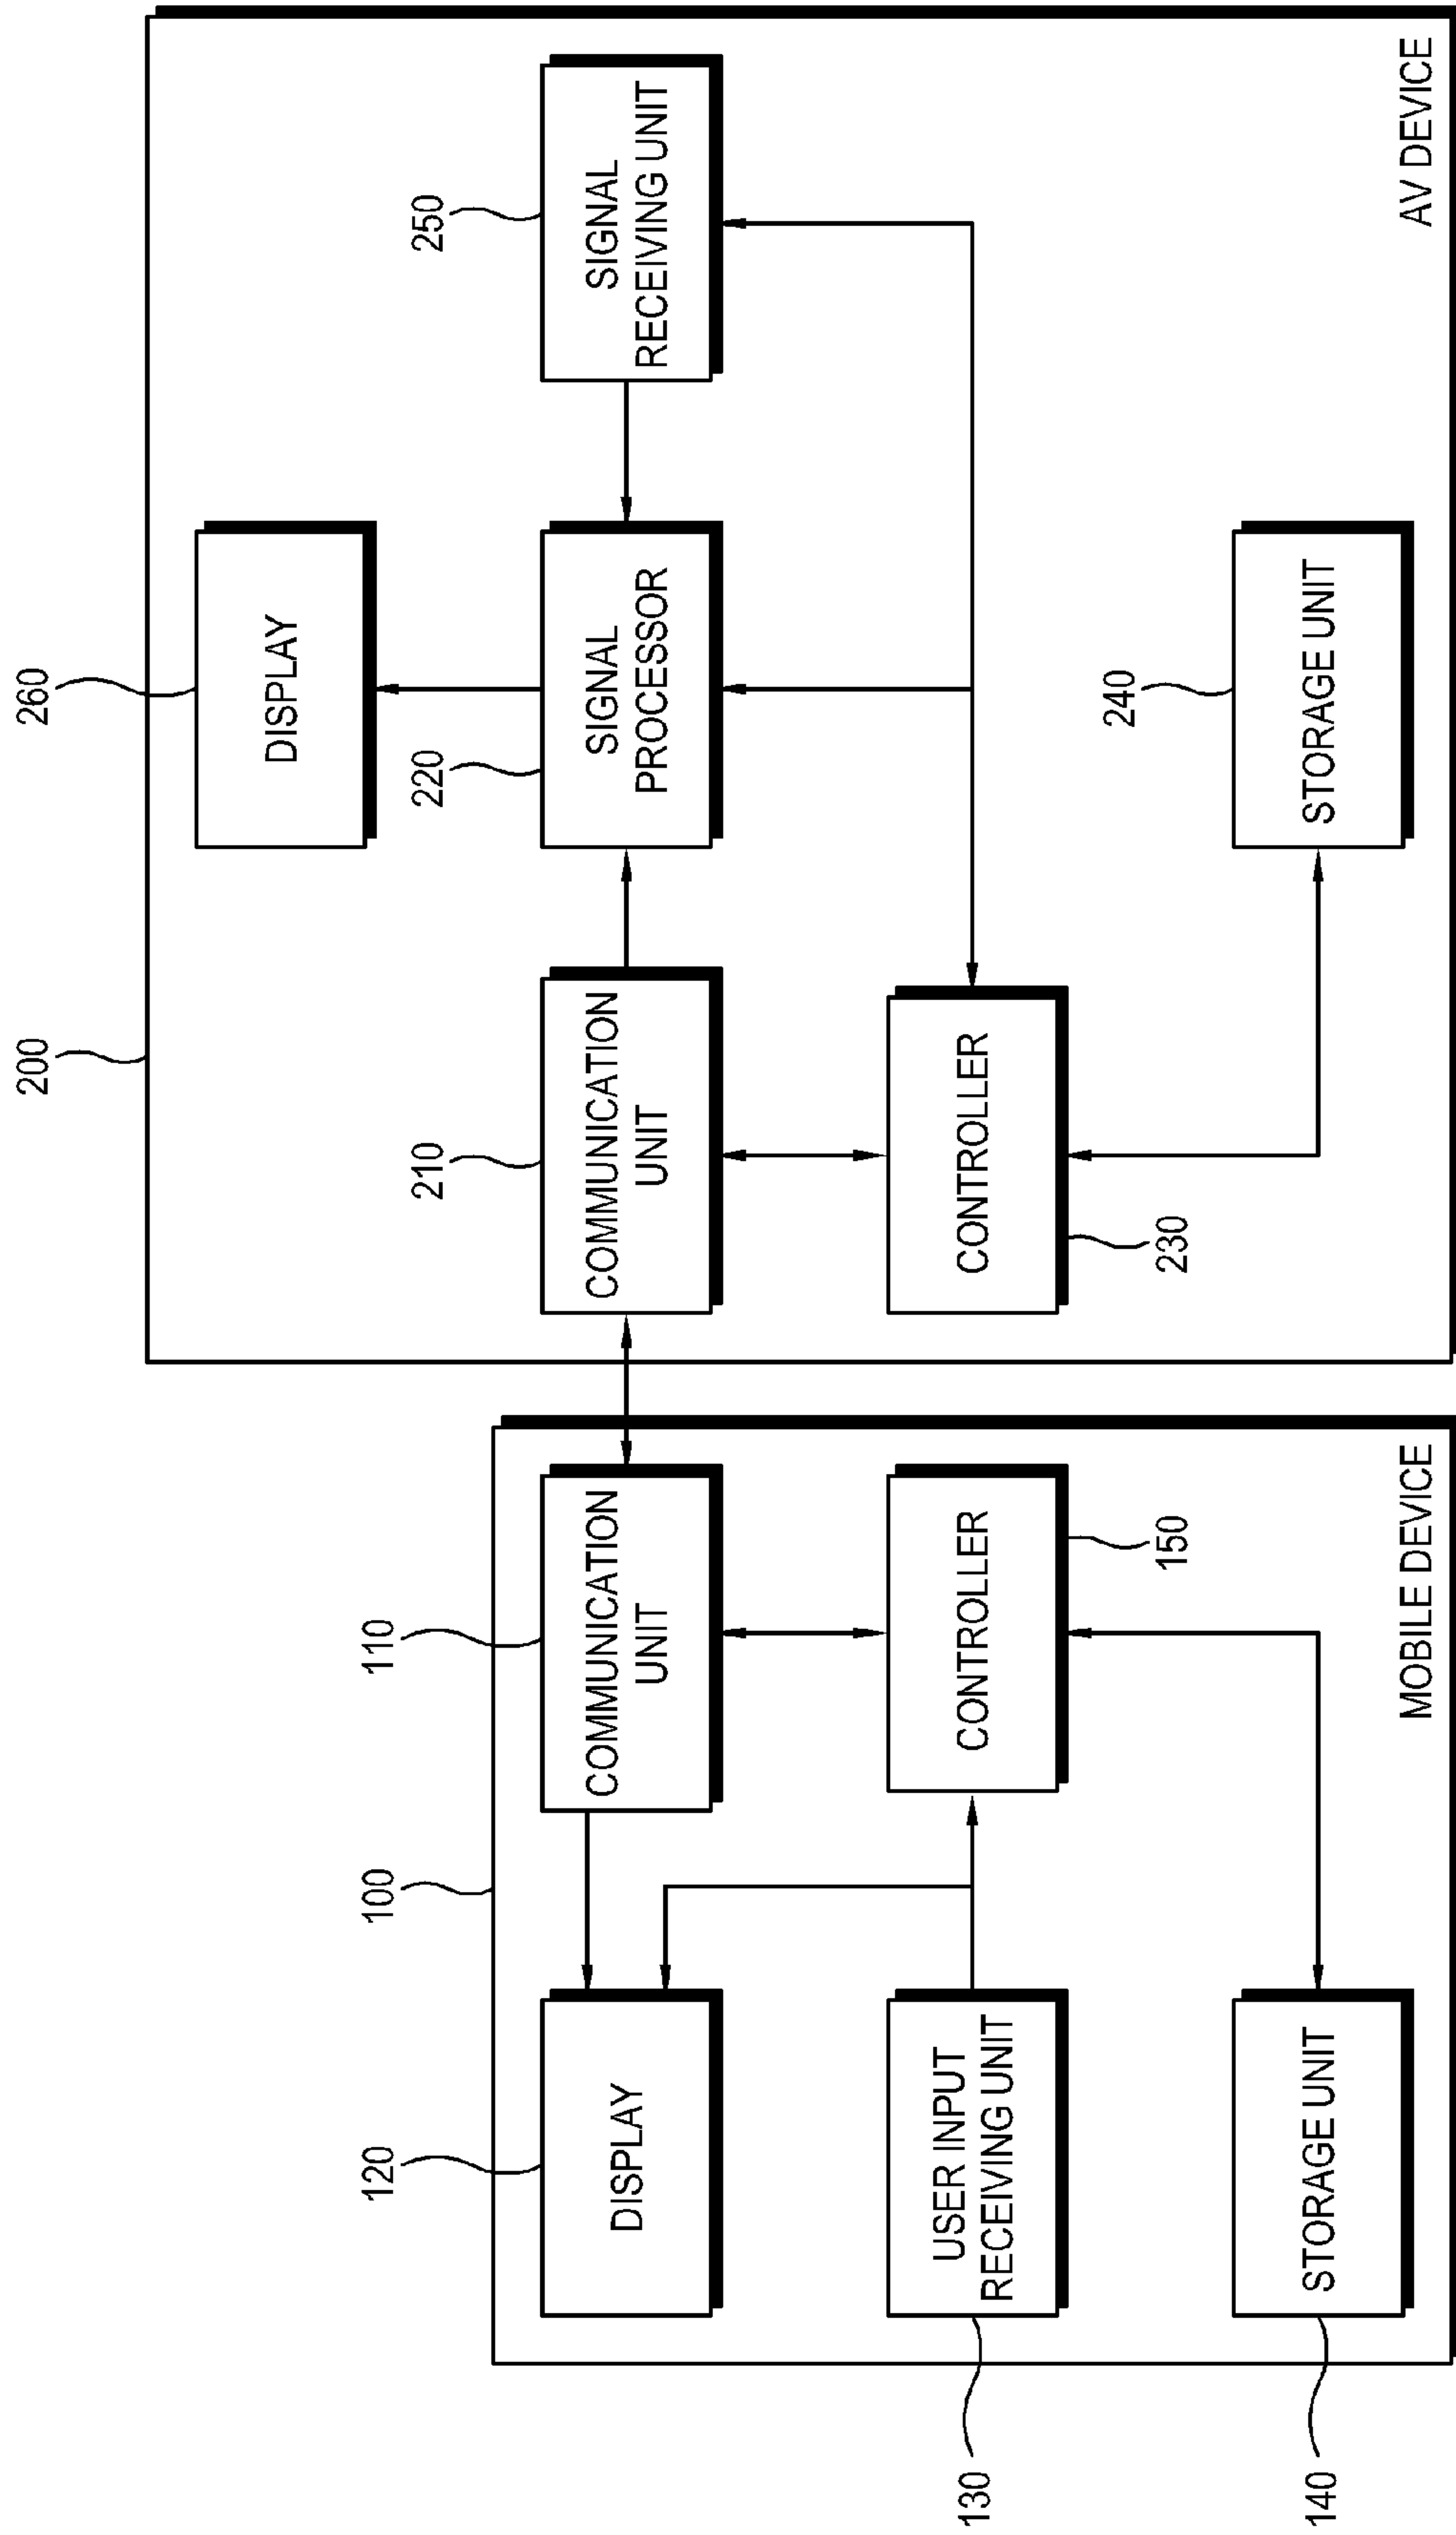 200
260
DISPLAY
210
220
250
COMMUNICATION
UNIT
SIGNAL
PROCESSOR
SIGNAL
RECEIVING UNIT
CONTROLLER
230
240
STORAGE UNIT
AV DEVICE
120
100
110
DISPLAY
COMMUNICATION
UNIT
130
USER INPUT
RECEIVING UNIT
CONTROLLER
150
140
STORAGE UNIT
MOBILE DEVICE